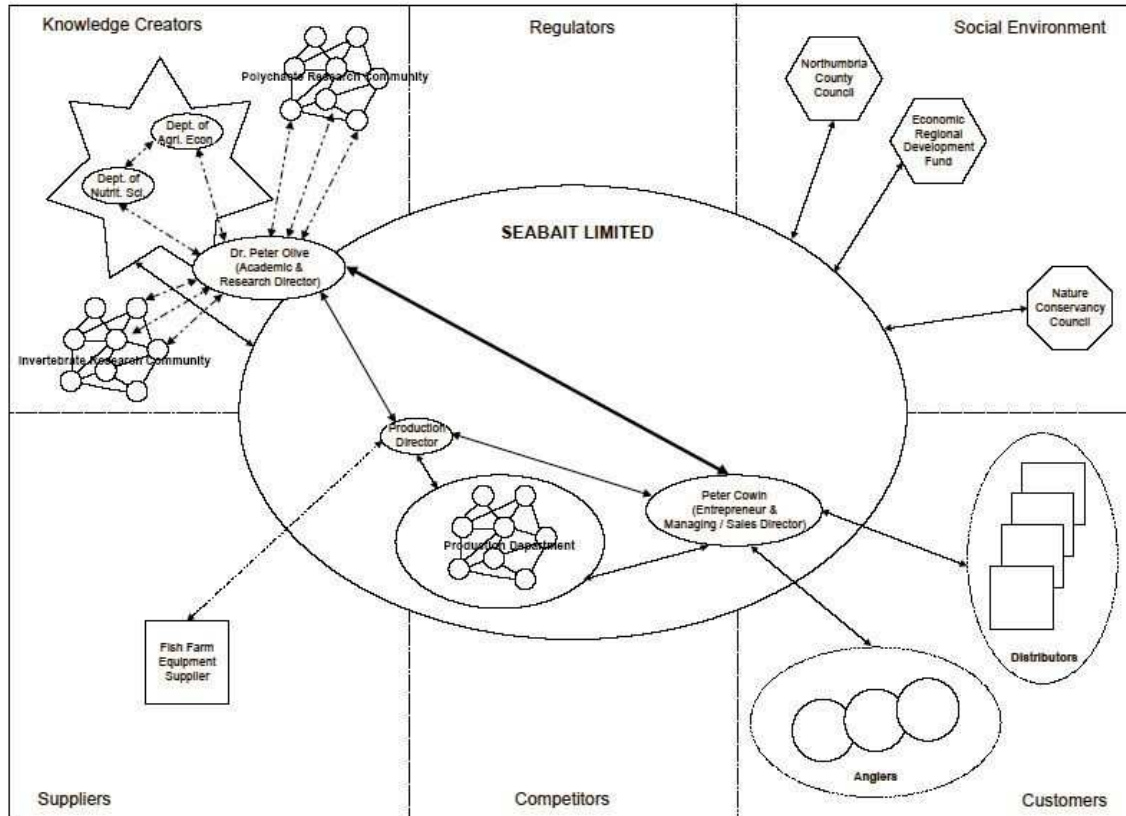 Knowledge Creators
Regulators
Social Environment
Polychaete Research Community
Northumbria
County
Council
Economic
Regional
Development
Fund
Dept. of
Agri. Econ.
Dept. of
Nutrit. Sci.
SEABAIT LIMITED
Dr. Peter Olive
(Academic &
Research Director)
Nature
Conservancy
Council
Invertebrate Research Community
Production
Director
Peter Cowin
(Entrepreneur &
Managing / Sales Director)
Production Department
Fish Farm
Equipment
Supplier
Distributors
Anglers
Suppliers
Competitors
Customers